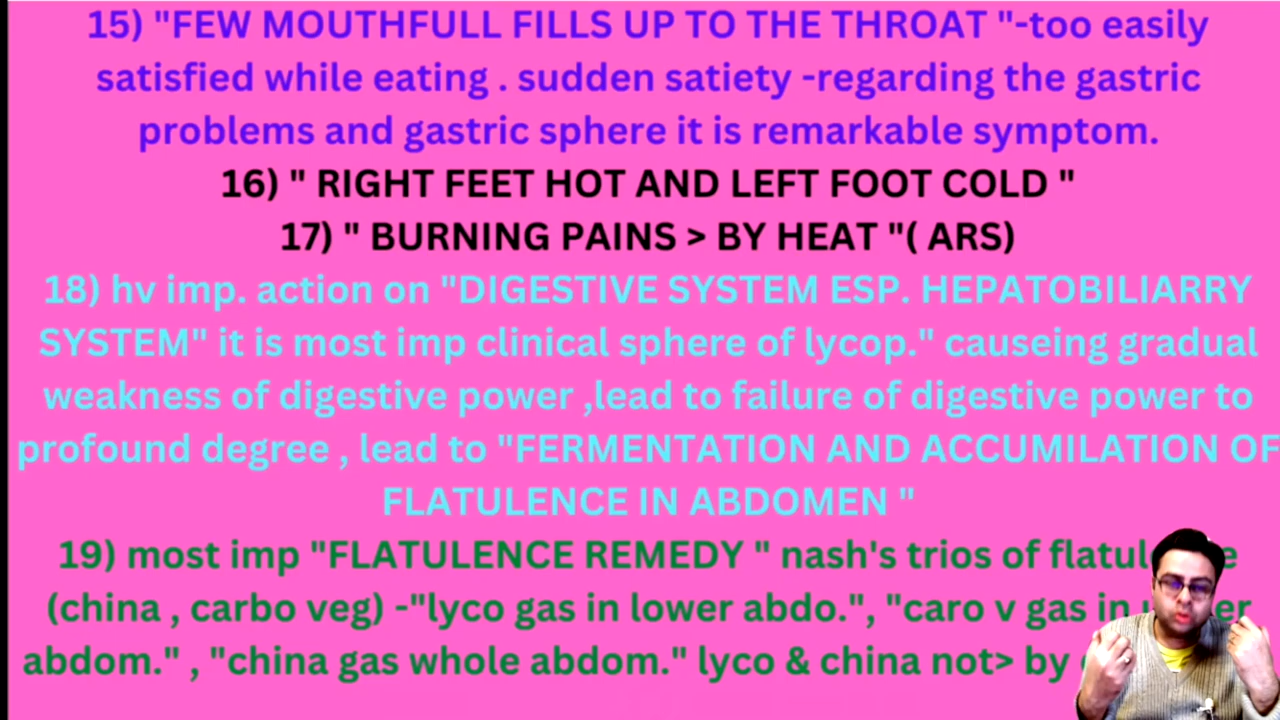 15) "FEW MOUTHFULL FILLS UP TO THE THROAT "-too easily
satisfied while eating . sudden satiety -regarding the gastric
problems and gastric sphere it is remarkable symptom.
16) " RIGHT FEET HOT AND LEFT FOOT COLD "
17) " BURNING PAINS > BY HEAT "( ARS)
18) hv imp. action on "DIGESTIVE SYSTEM ESP. HEPATOBILIARRY
SYSTEM" it is most imp clinical sphere of lycop." causeing gradual
weakness of digestive power ,lead to failure of digestive power to
profound degree , lead to "FERMENTATION AND ACCUMILATION OF
FLATULENCE IN ABDOMEN "
19) most imp "FLATULENCE REMEDY " nash's trios of
(china , carbo veg) -"lyco gas in lower abdo.", "caro v gas in
abdom." , "china gas whole abdom." lyco & china not> by